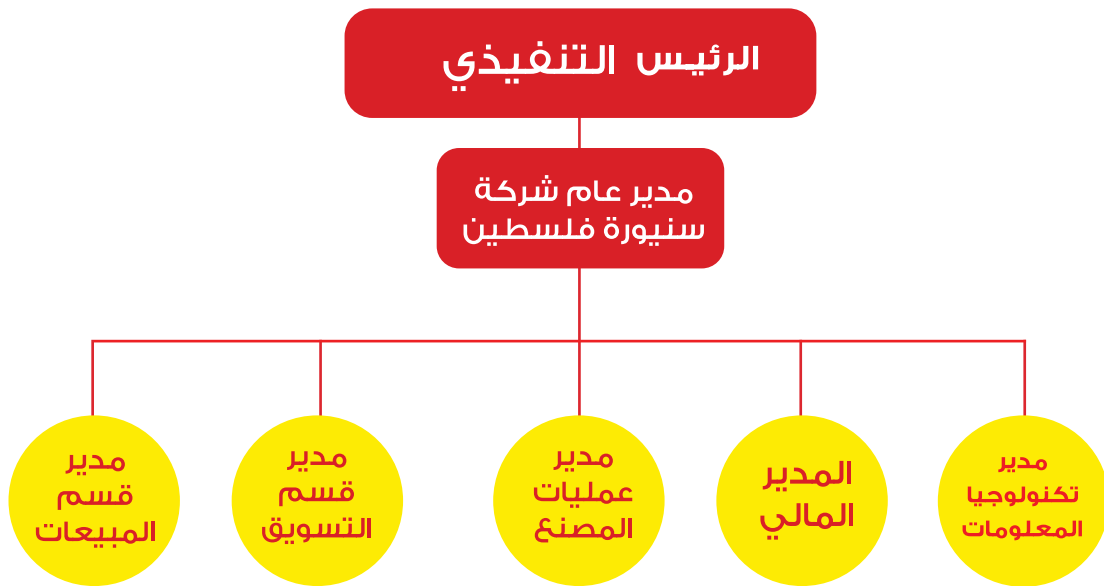 الرئيس التنفيذي
مدير عام شركة
سنيورة فلسطين
مدير
تكنولوجيا
المعلومات
المدير
المالي
مدير
عمليات
المصنع
مدير
قسم
التسويق
مدير
قسم
المبيعات